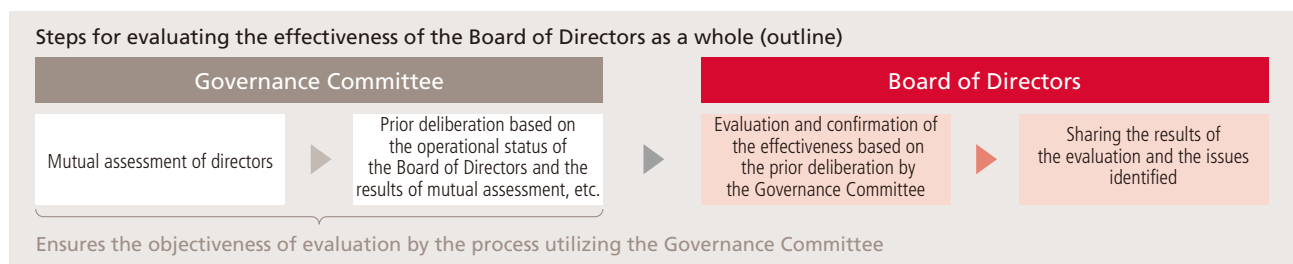 Steps for evaluating the effectiveness of the Board of Directors as a whole (outline)
Governance Committee
Board of Directors
Mutual assessment of directors
Prior deliberation based on
the operational status of
the Board of Directors and the
results of mutual assessment, etc.
Evaluation and confirmation of
the effectiveness based on
the prior deliberation by
the Governance Committee
Sharing the results of
the evaluation and the issues
identified
Ensures the objectiveness of evaluation by the process utilizing the Governance Committee